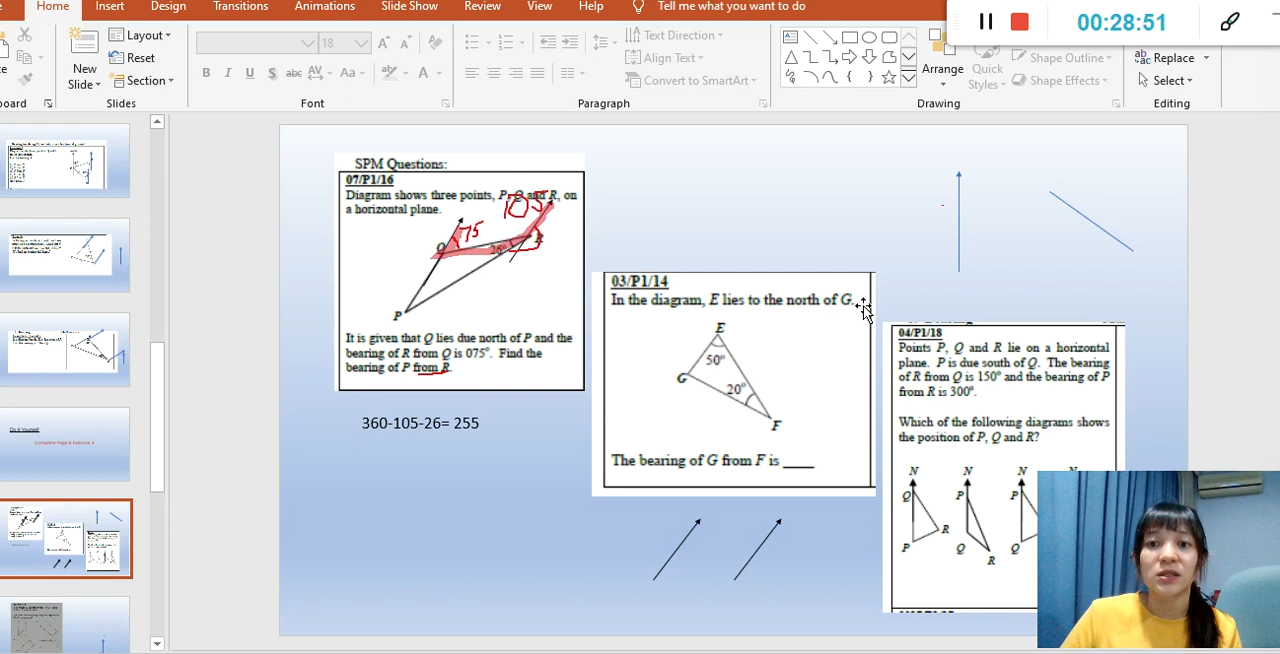 Home Insert Design Transitions Animations Slide Show Review View Help Tell me what you want to do
00:28:51
New
Slide
Layout
Reset
Section
18
B I U S abc AV Aa A
Text Direction
Align Text
Convert to SmartArt
Arrange
Quick
Styles
Shape Outline
Shape Effects
Replace
Select
Slides Font Paragraph Drawing Editing
SPM Questions:
07/P1/16
Diagram shows three points, P, Q and R, on
a horizontal plane.
105
75
Q
R
P
It is given that Q lies due north of P and the
bearing of R from Q is 075°. Find the
bearing of P from R.
360-105-26= 255
03/P1/14
In the diagram, E lies to the north of G.
E
50°
G
20°
F
The bearing of G from F is ____
04/P1/18
Points P, Q and R lie on a horizontal
plane. P is due south of Q. The bearing
of R from Q is 150° and the bearing of P
from R is 300°.
Which of the following diagrams shows
the position of P, Q and R?
N N N
Q P P
R
P Q Q
R